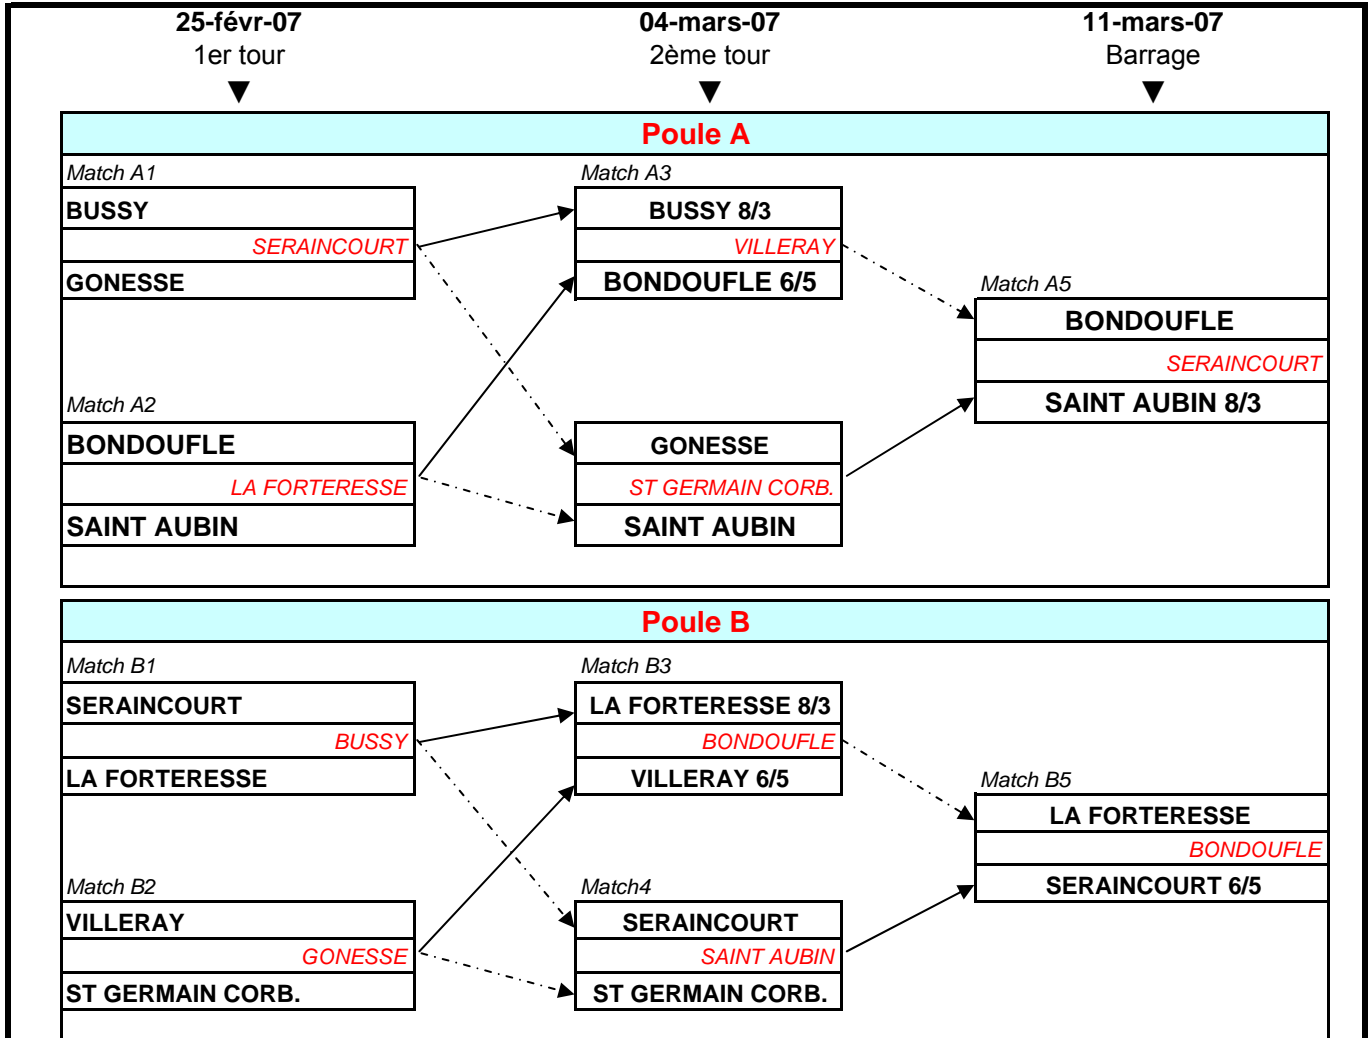 25-févr-07
04-mars-07
11-mars-07
1er tour
2ème tour
Barrage
Poule A
Match A1
BUSSY
SERAINCOURT
GONESSE
Match A2
BONDOUFLE
LA FORTERESSE
SAINT AUBIN
Match A3
BUSSY 8/3
VILLERAY
BONDOUFLE 6/5
GONESSE
ST GERMAIN CORB.
SAINT AUBIN
Match A5
BONDOUFLE
SERAINCOURT
SAINT AUBIN 8/3
Poule B
Match B1
SERAINCOURT
BUSSY
LA FORTERESSE
Match B2
VILLERAY
GONESSE
ST GERMAIN CORB.
Match B3
LA FORTERESSE 8/3
BONDOUFLE
VILLERAY 6/5
Match4
SERAINCOURT
SAINT AUBIN
ST GERMAIN CORB.
Match B5
LA FORTERESSE
BONDOUFLE
SERAINCOURT 6/5